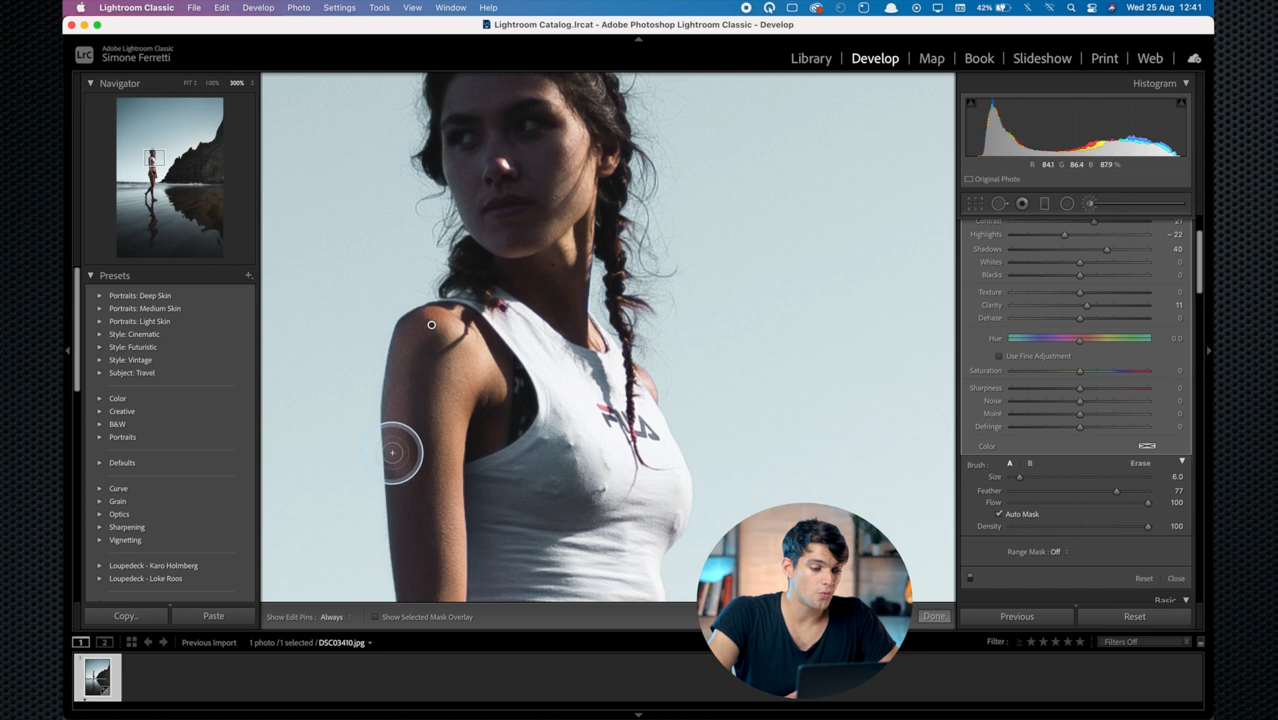 Lightroom Classic File Edit Develop Photo Settings Tools View Window Help 42% Wed 25 Aug 12:41
Lightroom Catalog.lrcat - Adobe Photoshop Lightroom Classic - Develop
LrC Adobe Lightroom Classic
Simone Ferretti
Library Develop Map Book Slideshow Print Web
Navigator FIT 100% 300%
Histogram
R 84.1 G 86.4 B 87.9 %
Original Photo
Contrast 21
Highlights − 22
Shadows 40
Whites 0
Blacks 0
Texture 0
Clarity 11
Dehaze 0
Hue 0.0
Use Fine Adjustment
Saturation 0
Sharpness 0
Noise 0
Moiré 0
Defringe 0
Color
Brush : A B Erase
Size 6.0
Feather 77
Flow 100
Auto Mask
Density 100
Range Mask : Off
Reset Close
Basic
Previous Reset
Presets +
Portraits: Deep Skin
Portraits: Medium Skin
Portraits: Light Skin
Style: Cinematic
Style: Futuristic
Style: Vintage
Subject: Travel
Color
Creative
B&W
Portraits
Defaults
Curve
Grain
Optics
Sharpening
Vignetting
Loupedeck - Karo Holmberg
Loupedeck - Loke Roos
Copy... Paste
FILA
Show Edit Pins : Always Show Selected Mask Overlay Done
1 2 Previous Import 1 photo /1 selected /DSC03410.jpg
Filter : Filters Off
1